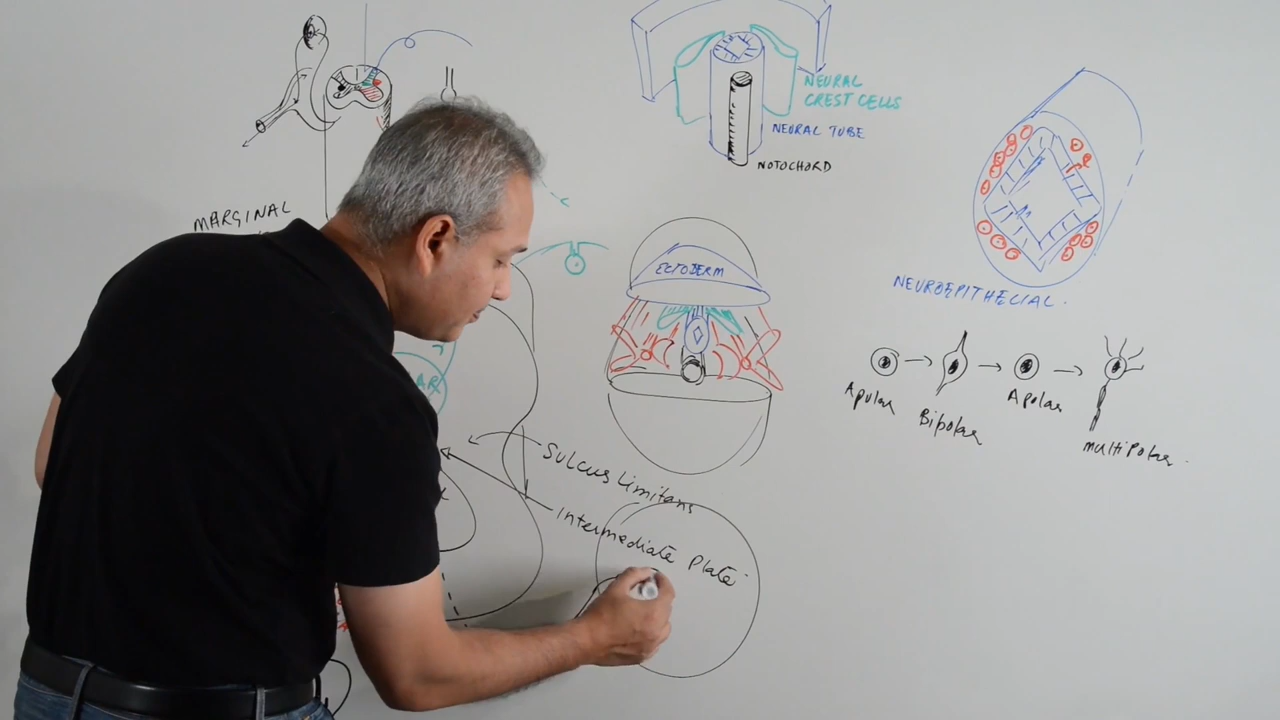 NEURAL
CREST CELLS
NEURAL TUBE
NOTOCHORD
MARGINAL
ECTODERM
NEUROEPITHELIAL.
Apolar
Bipolar
Apolar
multiPolar.
Sulcus Limitans
Intermediate Plate